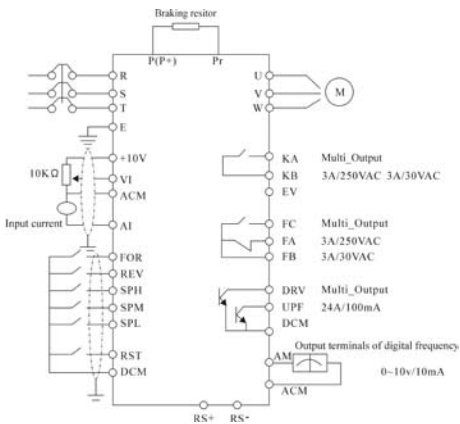 Braking resitor
P(P+) Pr
R U
S V M
T W
E
+10V
10KΩ VI
ACM
Input current AI
KA Multi_Output
KB 3A/250VAC 3A/30VAC
EV
FC Multi_Output
FA 3A/250VAC
FB 3A/30VAC
FOR
REV
SPH
SPM
SPL
RST
DCM
DRV Multi_Output
UPF 24A/100mA
DCM
Output terminals of digital frequency
AM
0~10v/10mA
ACM
RS+ RS-